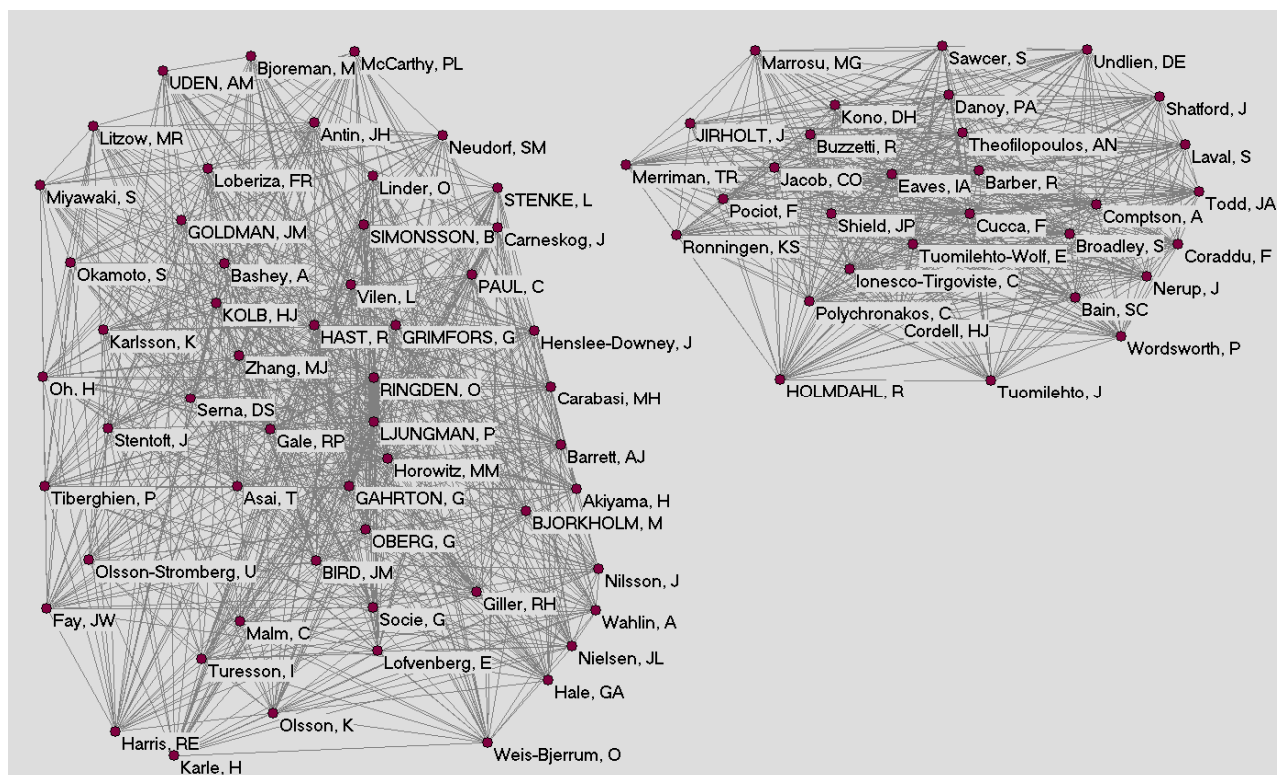 McCarthy, PL
Bjoreman, M
UDEN, AM
Litzow, MR
Antin, JH
Neudorf, SM
Loberiza, FR
Linder, O
Miyawaki, S
STENKE, L
GOLDMAN, JM
SIMONSSON, B
Carneskog, J
Okamoto, S
Bashey, A
Vilen, L
PAUL, C
KOLB, HJ
Karlsson, K
HAST, R
GRIMFORS, G
Henslee-Downey, J
Zhang, MJ
Oh, H
RINGDEN, O
Carabasi, MH
Serna, DS
Stentoft, J
Gale, RP
LJUNGMAN, P
Barrett, AJ
Horowitz, MM
Tiberghien, P
Asai, T
GAHRTON, G
Akiyama, H
BJORKHOLM, M
OBERG, G
Olsson-Stromberg, U
BIRD, JM
Nilsson, J
Giller, RH
Fay, JW
Malm, C
Socie, G
Wahlin, A
Turesson, I
Lofvenberg, E
Nielsen, JL
Hale, GA
Olsson, K
Harris, RE
Karle, H
Weis-Bjerrum, O
Marrosu, MG
Sawcer, S
Undlien, DE
Kono, DH
Danoy, PA
Shatford, J
JIRHOLT, J
Buzzetti, R
Theofilopoulos, AN
Laval, S
Merriman, TR
Jacob, CO
Eaves, IA
Barber, R
Todd, JA
Pociot, F
Shield, JP
Cucca, F
Comptson, A
Ronningen, KS
Tuomilehto-Wolf, E
Broadley, S
Coraddu, F
Ionesco-Tirgoviste, C
Nerup, J
Polychronakos, C
Bain, SC
Cordell, HJ
Wordsworth, P
HOLMDAHL, R
Tuomilehto, J